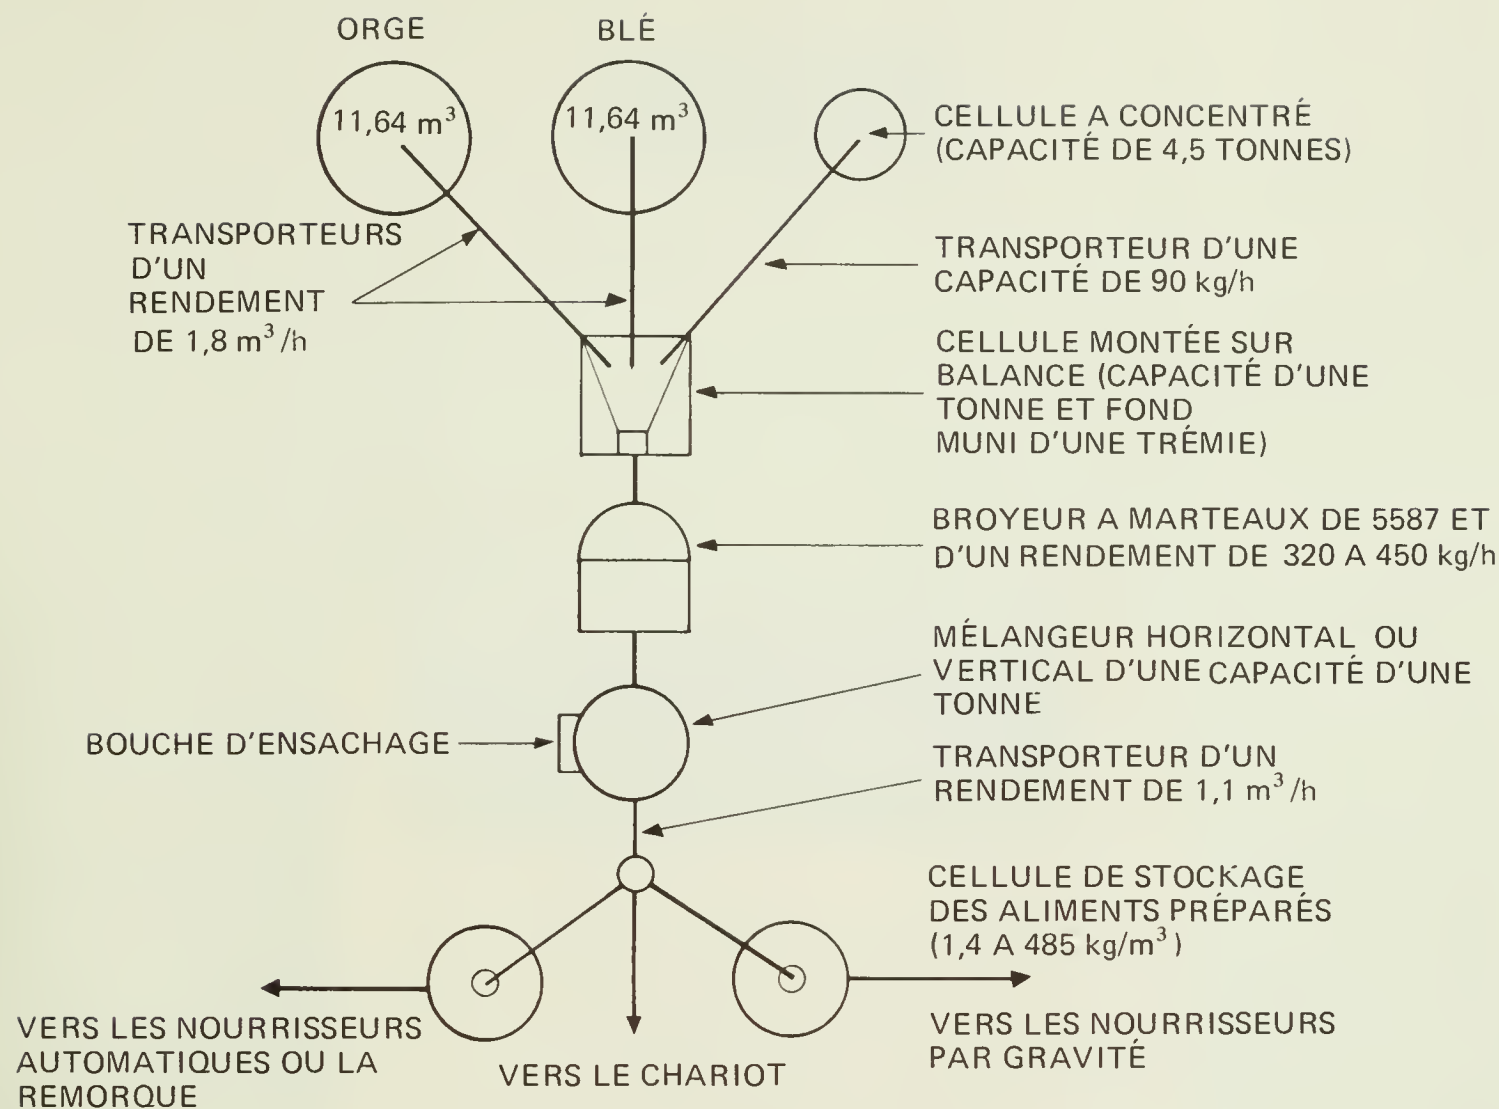 ORGE
BLÉ
11,64 m³
11,64 m³
CELLULE A CONCENTRÉ
(CAPACITÉ DE 4,5 TONNES)
TRANSPORTEURS
D'UN
RENDEMENT
DE 1,8 m³/h
TRANSPORTEUR D'UNE
CAPACITÉ DE 90 kg/h
CELLULE MONTÉE SUR
BALANCE (CAPACITÉ D'UNE
TONNE ET FOND
MUNI D'UNE TRÉMIE)
BROYEUR A MARTEAUX DE 5587 ET
D'UN RENDEMENT DE 320 A 450 kg/h
MÉLANGEUR HORIZONTAL OU
VERTICAL D'UNE CAPACITÉ D'UNE
TONNE
BOUCHE D'ENSACHAGE
TRANSPORTEUR D'UN
RENDEMENT DE 1,1 m³/h
CELLULE DE STOCKAGE
DES ALIMENTS PRÉPARÉS
(1,4 A 485 kg/m³)
VERS LES NOURRISSEURS
AUTOMATIQUES OU LA
REMORQUE
VERS LE CHARIOT
VERS LES NOURRISSEURS
PAR GRAVITÉ